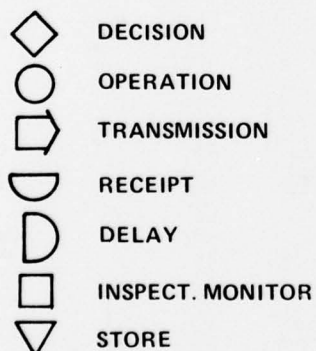 DECISION
OPERATION
TRANSMISSION
RECEIPT
DELAY
INSPECT. MONITOR
STORE